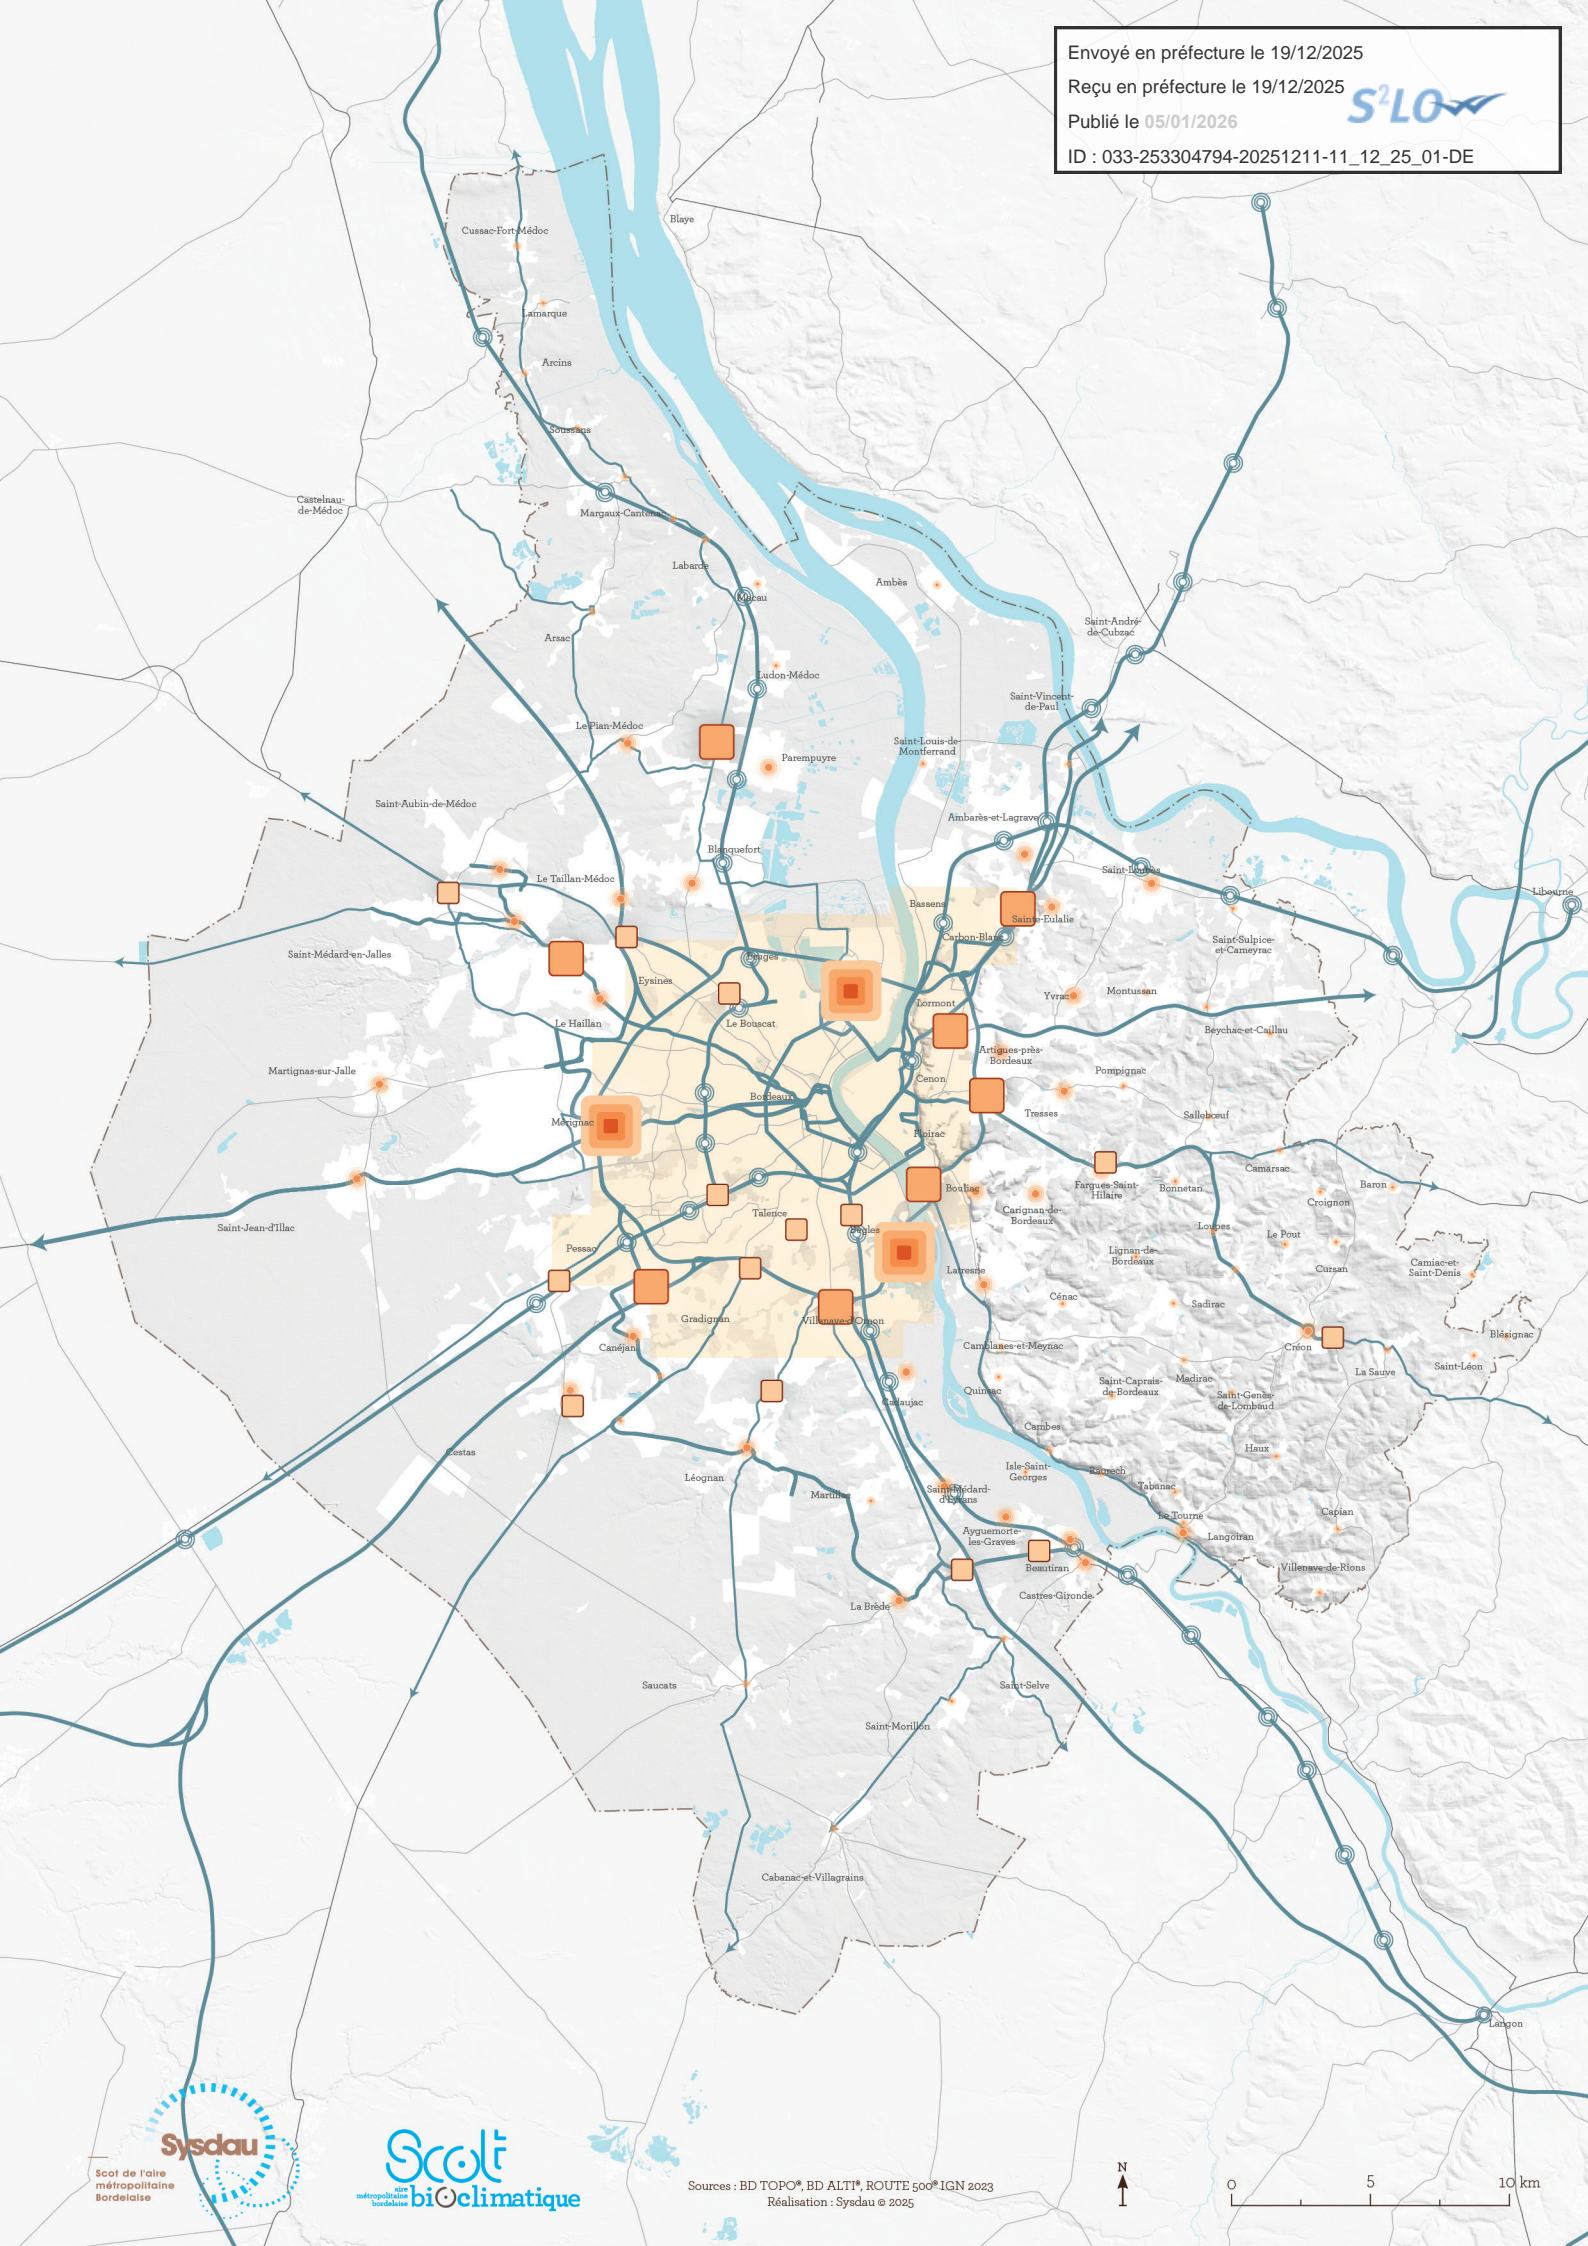 Envoyé en préfecture le 19/12/2025
Reçu en préfecture le 19/12/2025
Publié le 05/01/2026
S²LO
ID : 033-253304794-20251211-11_12_25_01-DE
Blaye
Cussac-Fort-Médoc
Lamarque
Arcins
Soussans
Castelnau-
de-Médoc
Margaux-Cantenac
Labarde
Ambès
Macau
Saint-André-
de-Cubzac
Arsac
Ludon-Médoc
Saint-Vincent-
de-Paul
Le Pian-Médoc
Saint-Louis-de-
Montferrand
Parempuyre
Saint-Aubin-de-Médoc
Ambarès-et-Lagrave
Blanquefort
Saint-Loubès
Le Taillan-Médoc
Libourne
Bassens
Sainte-Eulalie
Carbon-Blanc
Saint-Sulpice-
et-Cameyrac
Saint-Médard-en-Jalles
Bruges
Eysines
Yvrac
Montussan
Lormont
Le Haillan
Le Bouscat
Beychac-et-Caillau
Artigues-près-
Bordeaux
Martignas-sur-Jalle
Pompignac
Cenon
Bordeaux
Tresses
Sallebœuf
Mérignac
Floirac
Camarsac
Fargues-Saint-
Hilaire
Bonnetan
Baron
Bouliac
Croignon
Carignan-de-
Bordeaux
Saint-Jean-d'Illac
Talence
Bègles
Loupes
Le Pout
Pessac
Lignan-de-
Bordeaux
Camiac-et-
Saint-Denis
Latresne
Cursan
Cénac
Sadirac
Gradignan
Villenave-d'Ornon
Blésignac
Canéjan
Camblanes-et-Meynac
Créon
Saint-Léon
La Sauve
Saint-Caprais-
de-Bordeaux
Madirac
Quinsac
Saint-Genès-
de-Lombaud
Cadaujac
Cambes
Cestas
Haux
Isle-Saint-
Georges
Baurech
Léognan
Tabanac
Martillac
Saint-Médard-
d'Eyrans
Capian
Le Tourne
Ayguemorte-
les-Graves
Langoiran
Beautiran
Villenave-de-Rions
Castres-Gironde
La Brède
Saucats
Saint-Selve
Saint-Morillon
Cabanac-et-Villagrains
Langon
Sysdau
Scot de l'aire
métropolitaine
Bordelaise
Scot
aire
métropolitaine
bordelaise
bioclimatique
Sources : BD TOPO®, BD ALTI®, ROUTE 500® IGN 2023
Réalisation : Sysdau © 2025
N
0 5 10 km